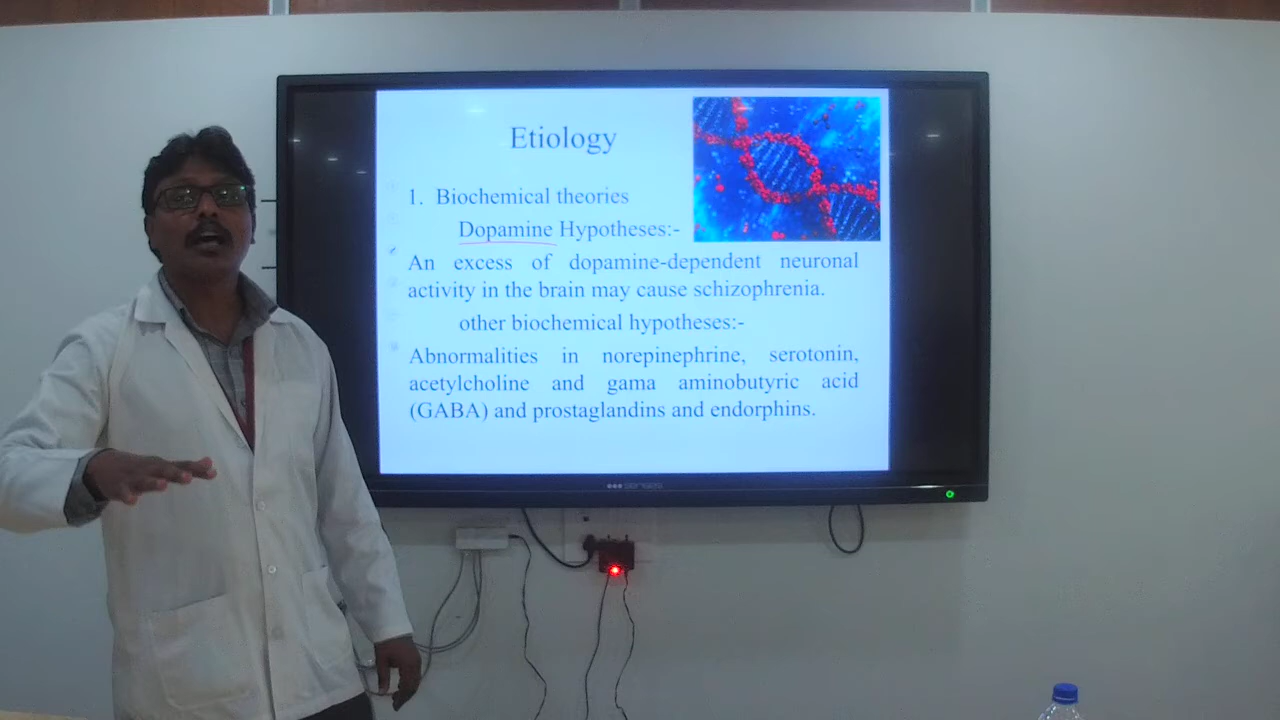 Etiology
1. Biochemical theories
Dopamine Hypotheses:-
An excess of dopamine-dependent neuronal
activity in the brain may cause schizophrenia.
other biochemical hypotheses:-
Abnormalities in norepinephrine, serotonin,
acetylcholine and gama aminobutyric acid
(GABA) and prostaglandins and endorphins.